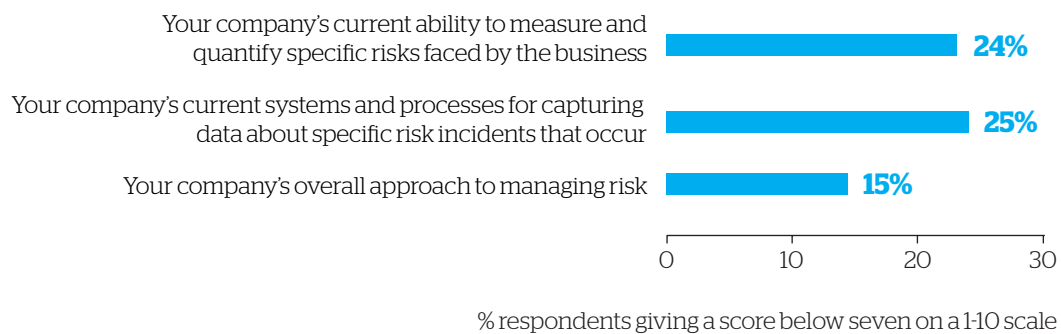 Your company's current ability to measure and
quantify specific risks faced by the business
24%
Your company's current systems and processes for capturing
data about specific risk incidents that occur
25%
Your company's overall approach to managing risk
15%
0 10 20 30
% respondents giving a score below seven on a 1-10 scale